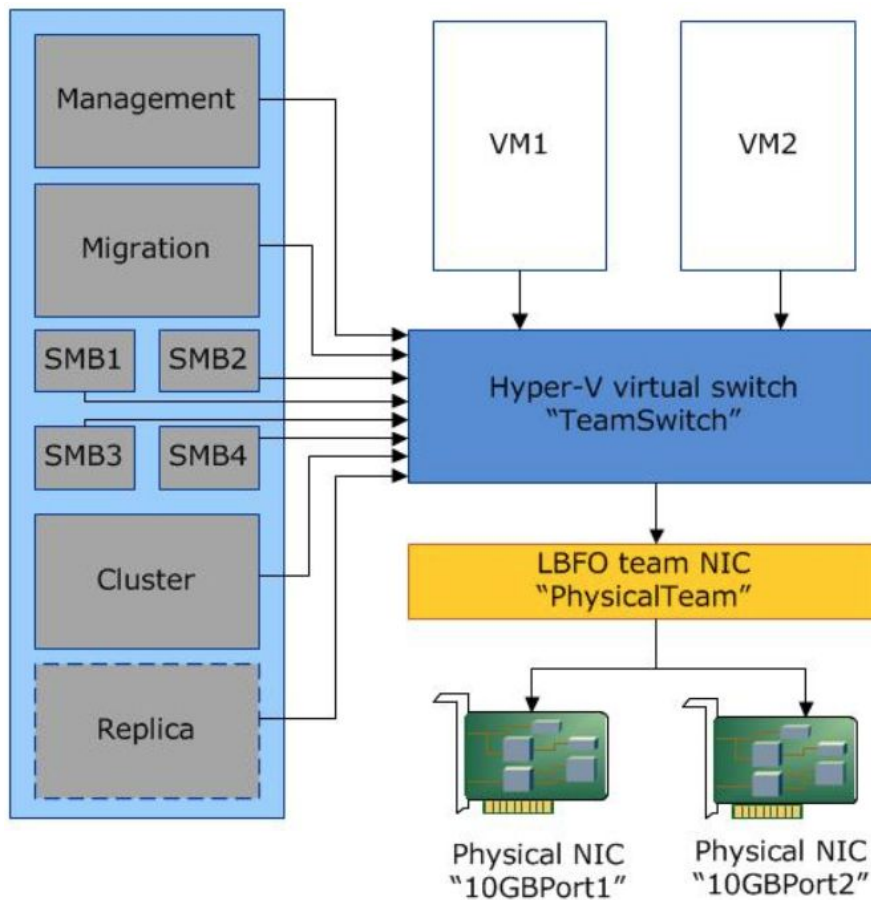 Management
Migration
SMB1
SMB2
SMB3
SMB4
Cluster
Replica
VM1
VM2
Hyper-V virtual switch
“TeamSwitch”
LBFO team NIC
“PhysicalTeam”
Physical NIC
“10GBPort1”
Physical NIC
“10GBPort2”